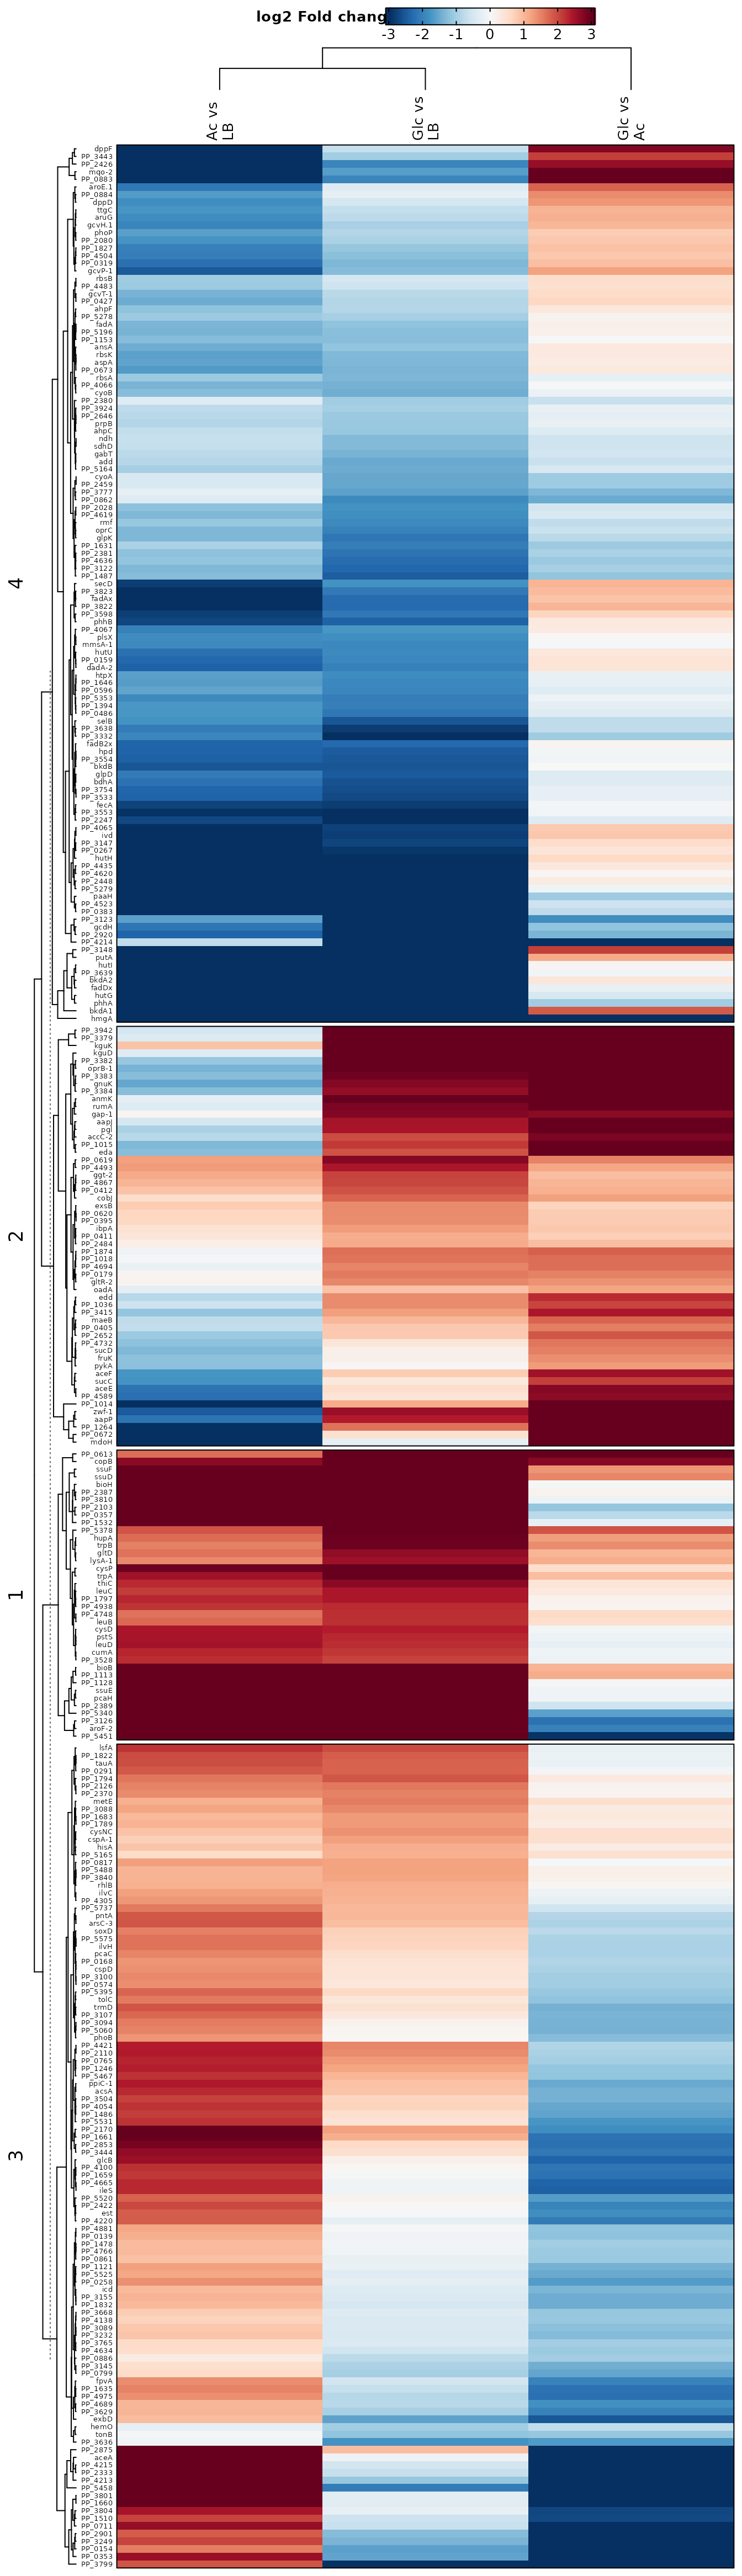 log2 Fold chang
-3 -2 -1 0 1 2 3
Ac vs
LB
Glc vs
LB
Glc vs
Ac
dppF
PP_3443
PP_2426
mqo-2
PP_0883
aroE.1
PP_0884
dppD
ttgC
aruG
gcvH.1
phoP
PP_2080
PP_1827
PP_4504
PP_0319
gcvP-1
rbsB
PP_4483
gcvT-1
PP_0427
ahpF
PP_5278
fadA
PP_5196
PP_1153
ansA
rbsK
aspA
PP_0673
rbsA
PP_4066
cyoB
PP_2380
PP_3924
PP_2646
prpB
ahpC
ndh
sdhD
gabT
add
PP_5164
cyoA
PP_2459
PP_3777
PP_0862
PP_2028
PP_4619
rmf
oprC
glpK
PP_1631
PP_2381
PP_4636
PP_3122
PP_1487
4
secD
PP_3823
fadAx
PP_3822
PP_3598
phhB
PP_4067
plsX
mmsA-1
hutU
PP_0159
dadA-2
htpX
PP_1646
PP_0596
PP_5353
PP_1394
PP_0486
selB
PP_3638
PP_3332
fadB2x
hpd
PP_3554
bkdB
glpD
bdhA
PP_3754
PP_3533
fecA
PP_3553
PP_2247
PP_4065
ivd
PP_3147
PP_0267
hutH
PP_4435
PP_4620
PP_2448
PP_5279
paaH
PP_4523
PP_0383
PP_3123
gcdH
PP_2920
PP_4214
PP_3148
putA
hutI
PP_3639
bkdA2
fadDx
hutG
phhA
bkdA1
hmgA
PP_3942
PP_3379
kguK
kguD
PP_3382
oprB-1
PP_3383
gnuK
PP_3384
anmK
rumA
gap-1
aapJ
pgl
accC-2
PP_1015
eda
PP_0619
PP_4493
ggt-2
PP_4867
PP_0412
cobJ
exsB
PP_0620
PP_0395
ibpA
2
PP_0411
PP_2484
PP_1874
PP_1018
PP_4694
PP_0179
gltR-2
oadA
edd
PP_1036
PP_3415
maeB
PP_0405
PP_2652
PP_4732
sucD
fruK
pykA
aceF
sucC
aceE
PP_4589
PP_1014
zwf-1
aapP
PP_1264
PP_0672
mdoH
PP_0613
copB
ssuF
ssuD
bioH
PP_2387
PP_3810
PP_2103
PP_0357
PP_1532
PP_5378
hupA
trpB
gltD
lysA-1
cysP
trpA
thiC
leuC
1
PP_1797
PP_4938
PP_4748
leuB
cysD
pstS
leuD
cumA
PP_3528
bioB
PP_1113
PP_1128
ssuE
pcaH
PP_2389
PP_5340
PP_3126
aroF-2
PP_5451
lsfA
PP_1822
tauA
PP_0291
PP_1794
PP_2126
PP_2370
metE
PP_3088
PP_1683
PP_1789
cysNC
cspA-1
hisA
PP_5165
PP_0817
PP_5488
PP_3840
rhlB
ilvC
PP_4305
PP_5737
pntA
arsC-3
soxD
PP_5575
ilvH
pcaC
PP_0168
cspD
PP_3100
PP_0574
PP_5395
tolC
trmD
PP_3107
PP_3094
PP_5060
phoB
PP_4421
PP_2110
PP_0765
PP_1246
PP_5467
ppiC-1
acsA
PP_3504
PP_4054
PP_1486
PP_5531
PP_2170
PP_1661
PP_2853
PP_3444
3
glcB
PP_4100
PP_1659
PP_4665
ileS
PP_5520
PP_2422
est
PP_4220
PP_4881
PP_0139
PP_1478
PP_4766
PP_0861
PP_1121
PP_5525
PP_0258
icd
PP_3155
PP_1832
PP_3668
PP_4138
PP_3089
PP_3232
PP_3765
PP_4634
PP_0886
PP_3145
PP_0799
fpvA
PP_1635
PP_4975
PP_4689
PP_3629
exbD
hemO
tonB
PP_3636
PP_2875
aceA
PP_4215
PP_2333
PP_4213
PP_5458
PP_3801
PP_1660
PP_3804
PP_1510
PP_0711
PP_2901
PP_3249
PP_0154
PP_0353
PP_3799